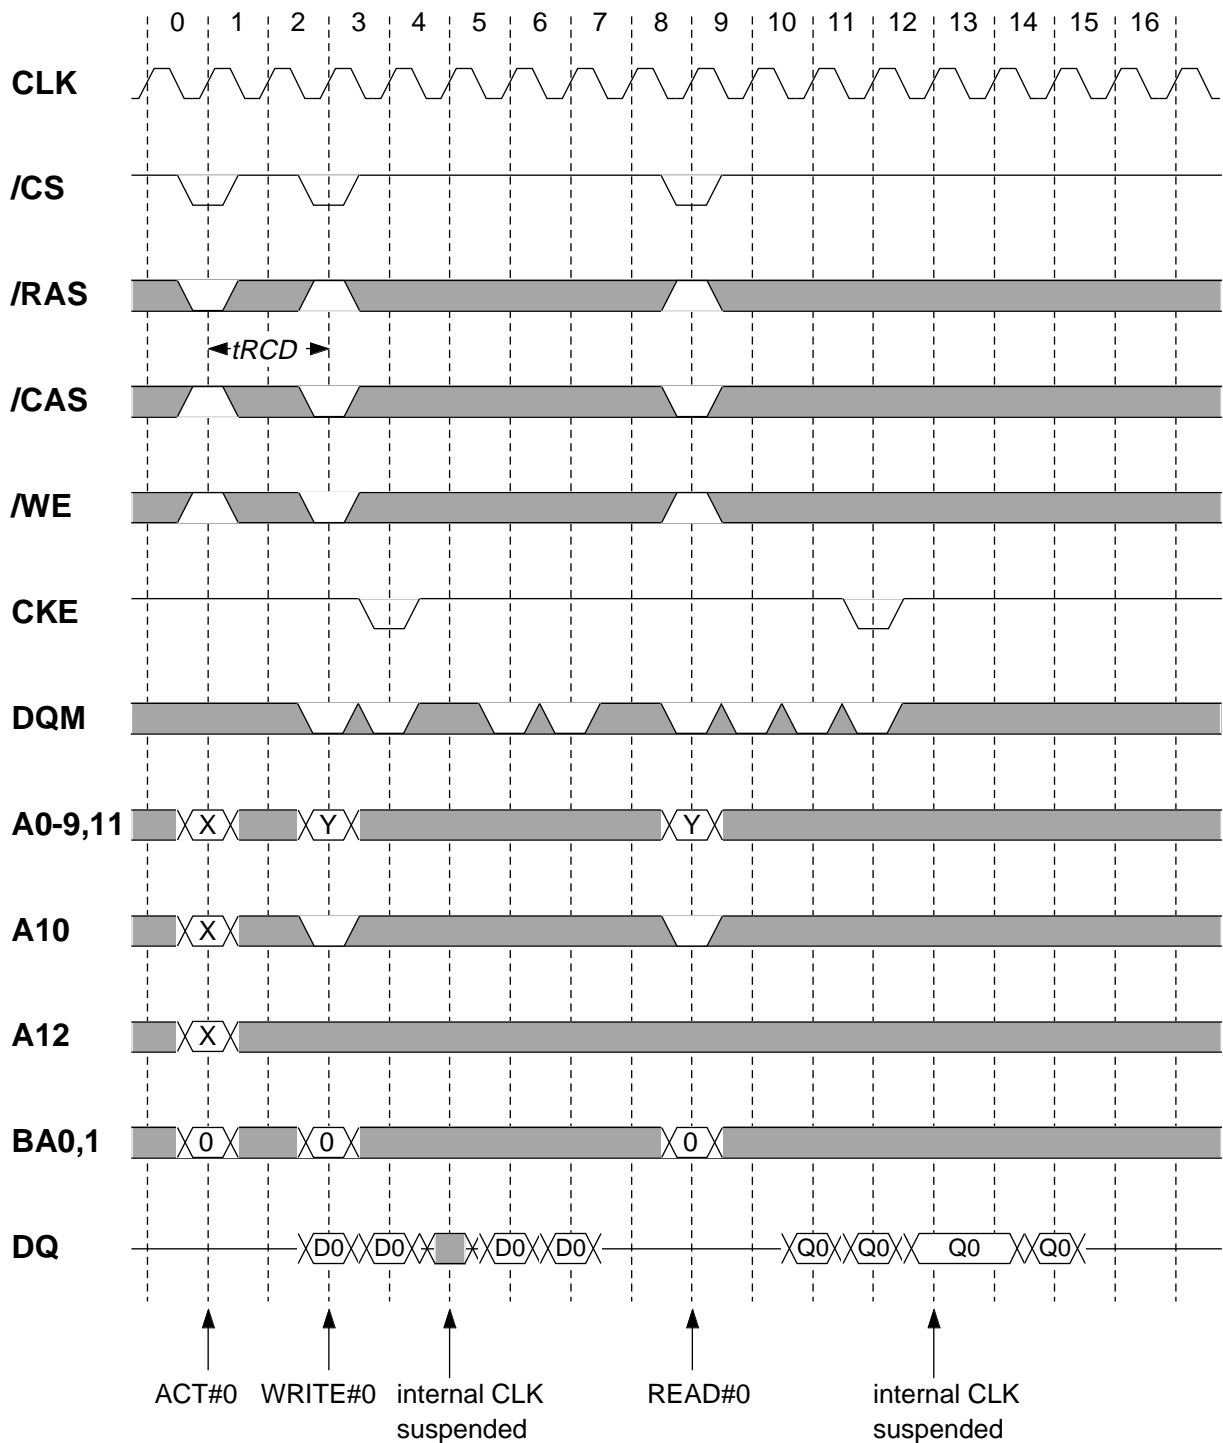 0 1 2 3 4 5 6 7 8 9 10 11 12 13 14 15 16
CLK
/CS
/RAS
tRCD
/CAS
/WE
CKE
DQM
A0-9,11 X Y Y
A10 X
A12 X
BA0,1 0 0 0
DQ D0 D0 D0 D0 Q0 Q0 Q0 Q0
ACT#0 WRITE#0 internal CLK READ#0 internal CLK
suspended suspended